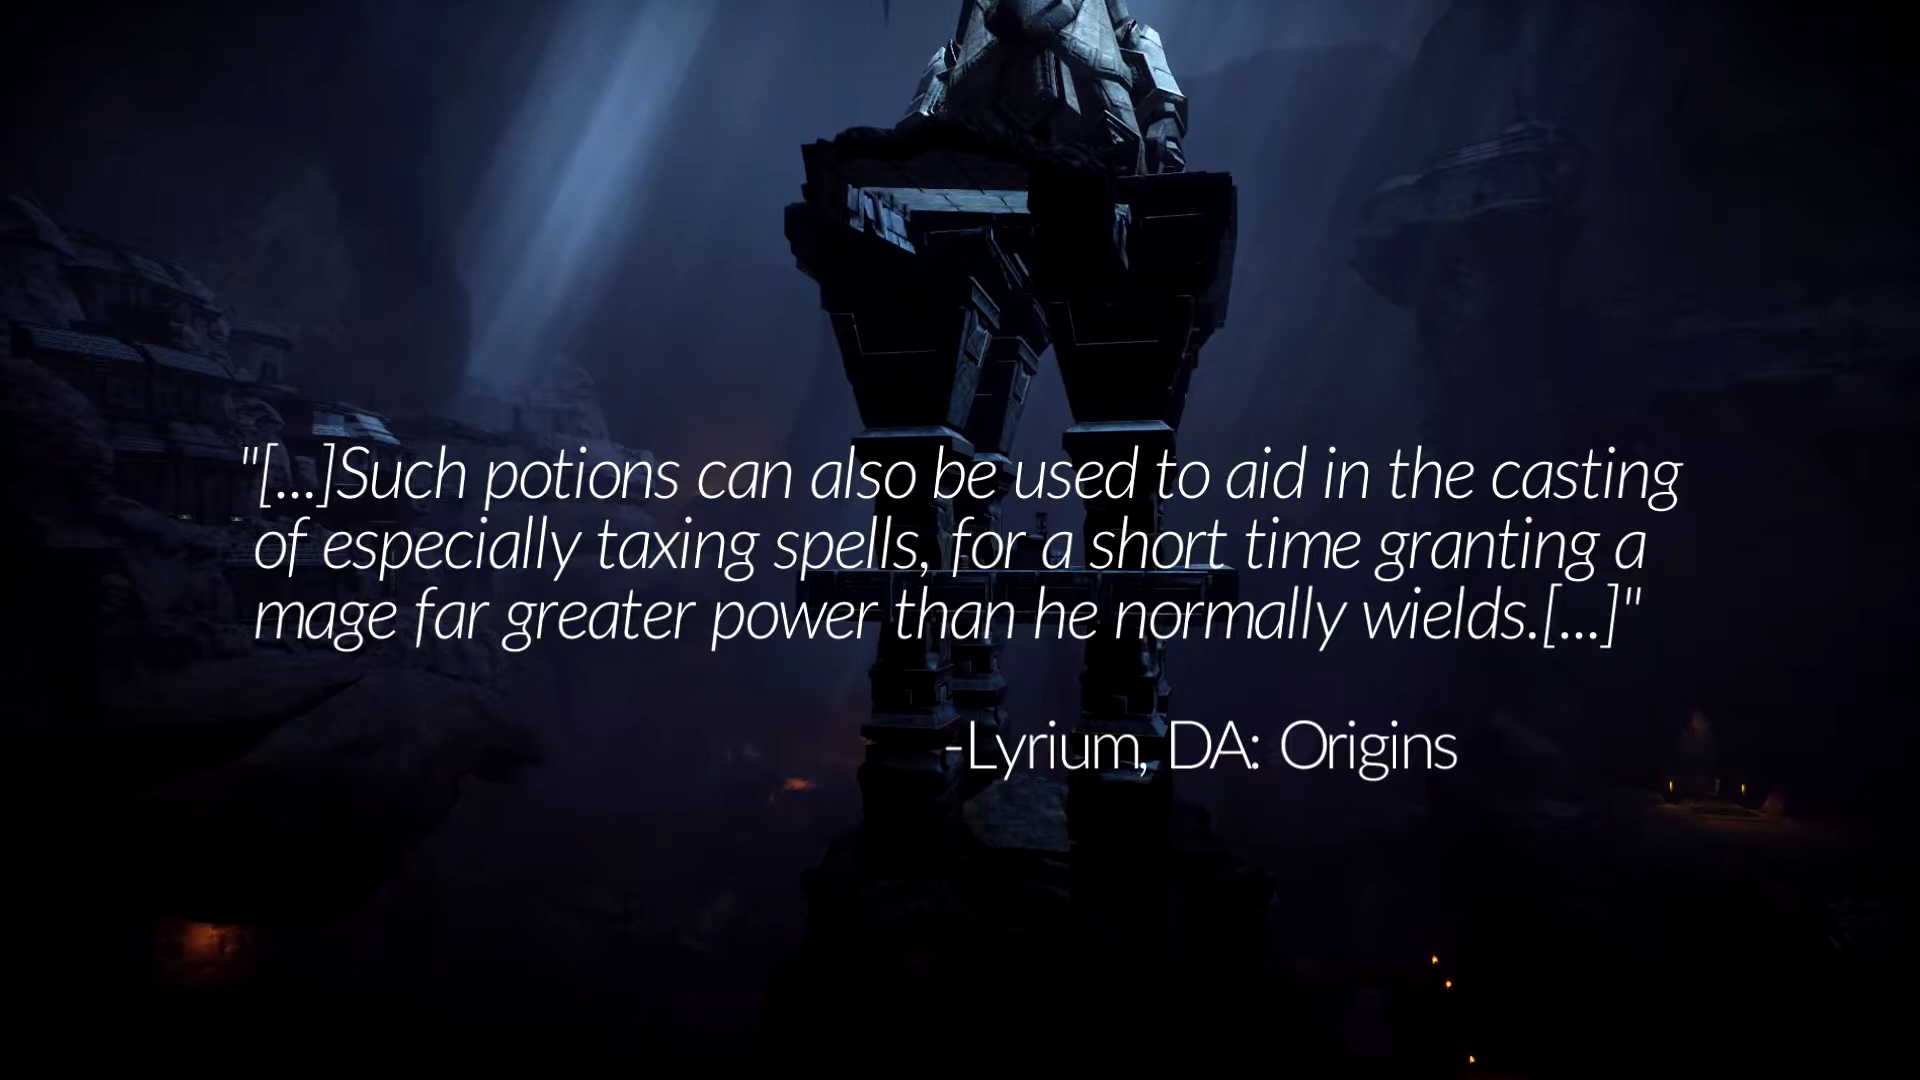 "[...]Such potions can also be used to aid in the casting
of especially taxing spells, for a short time granting a
mage far greater power than he normally wields.[...]"
-Lyrium, DA: Origins